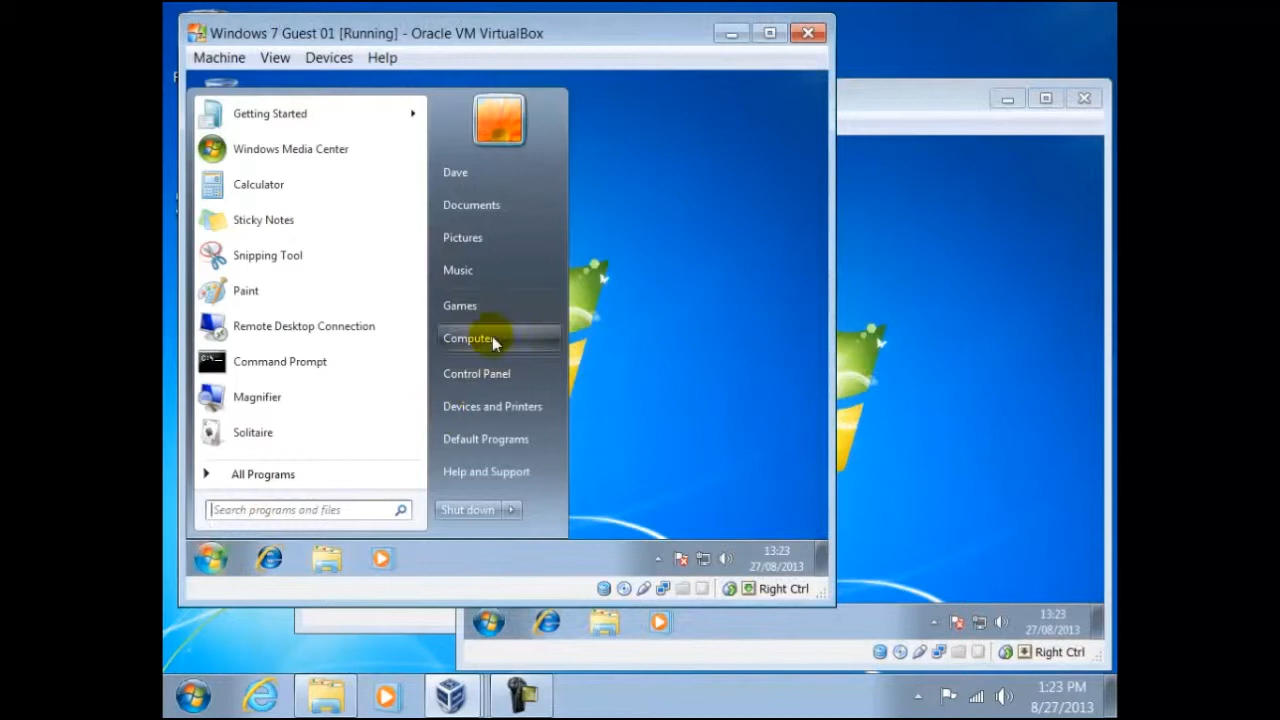 Windows 7 Guest 01 [Running] - Oracle VM VirtualBox
Machine View Devices Help
Getting Started
Windows Media Center
Calculator
Sticky Notes
Snipping Tool
Paint
Remote Desktop Connection
Command Prompt
Magnifier
Solitaire
All Programs
Search programs and files
Dave
Documents
Pictures
Music
Games
Computer
Control Panel
Devices and Printers
Default Programs
Help and Support
Shut down
13:23
27/08/2013
Right Ctrl
13:23
27/08/2013
Right Ctrl
1:23 PM
8/27/2013